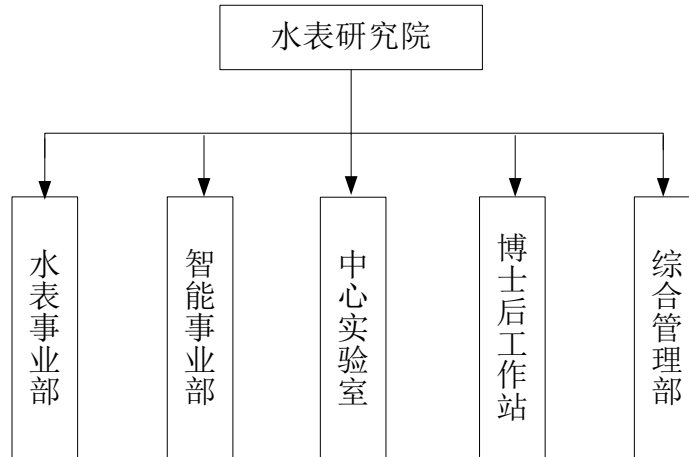 水表研究院
水表事业部
智能事业部
中心实验室
博士后工作站
综合管理部